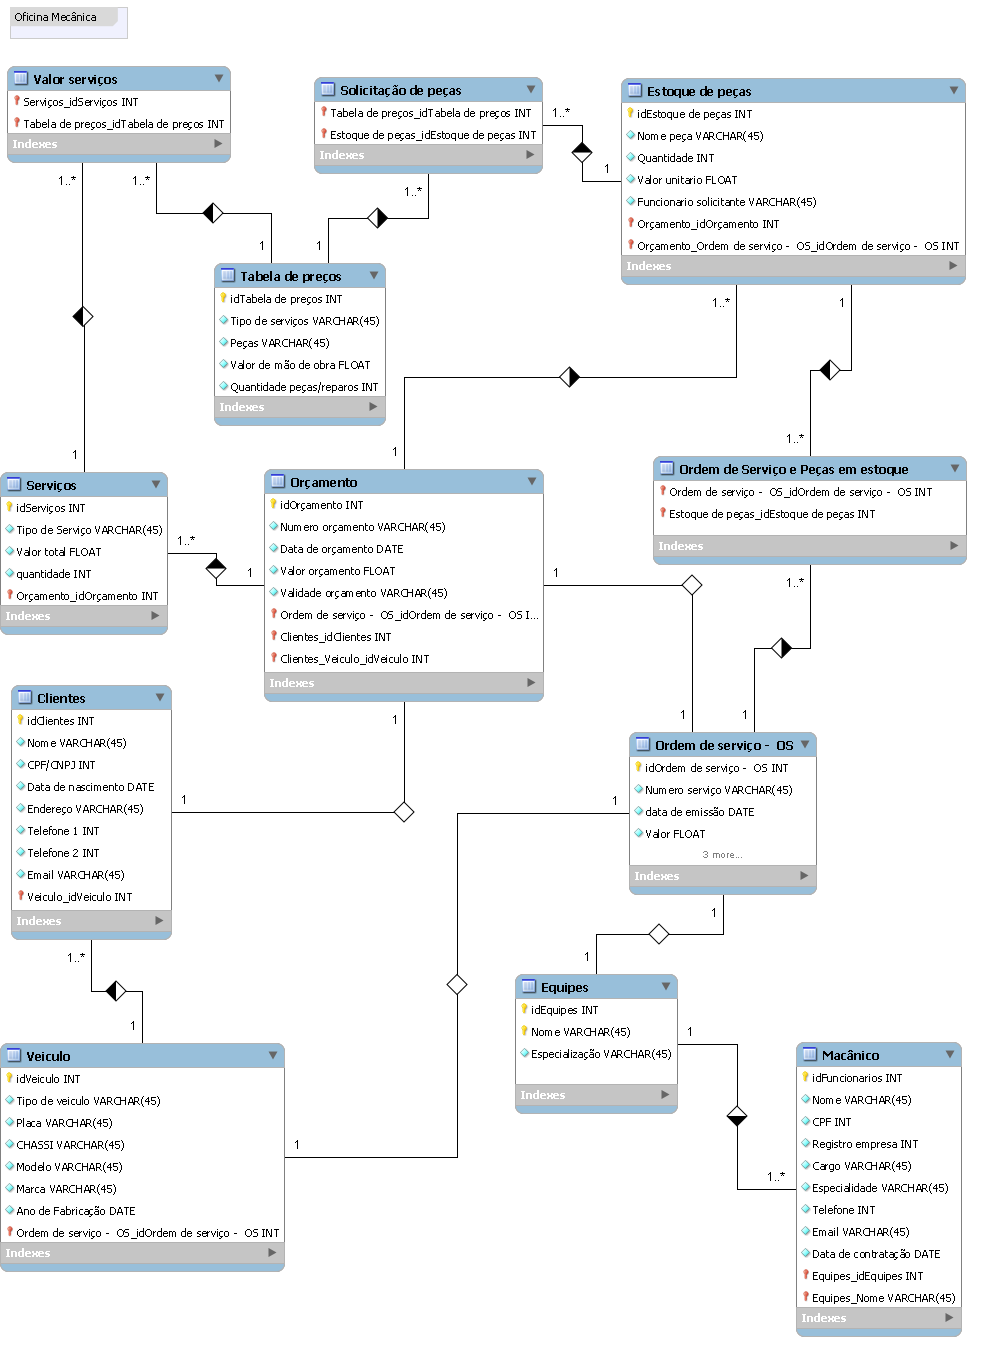 Oficina Mecânica
Valor serviços
Serviços_idServiços INT
Tabela de preços_idTabela de preços INT
Indexes
Solicitação de peças
Tabela de preços_idTabela de preços INT
Estoque de peças_idEstoque de peças INT
Indexes
Estoque de peças
idEstoque de peças INT
Nome peça VARCHAR(45)
Quantidade INT
Valor unitario FLOAT
Funcionario solicitante VARCHAR(45)
Orçamento_idOrçamento INT
Orçamento_Ordem de serviço - OS_idOrdem de serviço - OS INT
Indexes
1..*
1
1..*
1..*
1..*
1
1
1..*
1
Tabela de preços
idTabela de preços INT
Tipo de serviços VARCHAR(45)
Peças VARCHAR(45)
Valor de mão de obra FLOAT
Quantidade peças/reparos INT
Indexes
1
1
1..*
Serviços
idServiços INT
Tipo de Serviço VARCHAR(45)
Valor total FLOAT
quantidade INT
Orçamento_idOrçamento INT
Indexes
1..*
1
Orçamento
idOrçamento INT
Numero orçamento VARCHAR(45)
Data de orçamento DATE
Valor orçamento FLOAT
Validade orçamento VARCHAR(45)
Ordem de serviço - OS_idOrdem de serviço - OS I...
Clientes_idClientes INT
Clientes_Veiculo_idVeiculo INT
Indexes
1
Ordem de Serviço e Peças em estoque
Ordem de serviço - OS_idOrdem de serviço - OS INT
Estoque de peças_idEstoque de peças INT
Indexes
1..*
1
1
1
Clientes
idClientes INT
Nome VARCHAR(45)
CPF/CNPJ INT
Data de nascimento DATE
Endereço VARCHAR(45)
Telefone 1 INT
Telefone 2 INT
Email VARCHAR(45)
Veiculo_idVeiculo INT
Indexes
1
1
Ordem de serviço - OS
idOrdem de serviço - OS INT
Numero serviço VARCHAR(45)
data de emissão DATE
Valor FLOAT
3 more...
Indexes
1
1
1..*
1
Equipes
idEquipes INT
Nome VARCHAR(45)
Especialização VARCHAR(45)
Indexes
1
1..*
Veiculo
idVeiculo INT
Tipo de veiculo VARCHAR(45)
Placa VARCHAR(45)
CHASSI VARCHAR(45)
Modelo VARCHAR(45)
Marca VARCHAR(45)
Ano de Fabricação DATE
Ordem de serviço - OS_idOrdem de serviço - OS INT
Indexes
1
Macânico
idFuncionarios INT
Nome VARCHAR(45)
CPF INT
Registro empresa INT
Cargo VARCHAR(45)
Especialidade VARCHAR(45)
Telefone INT
Email VARCHAR(45)
Data de contratação DATE
Equipes_idEquipes INT
Equipes_Nome VARCHAR(45)
Indexes